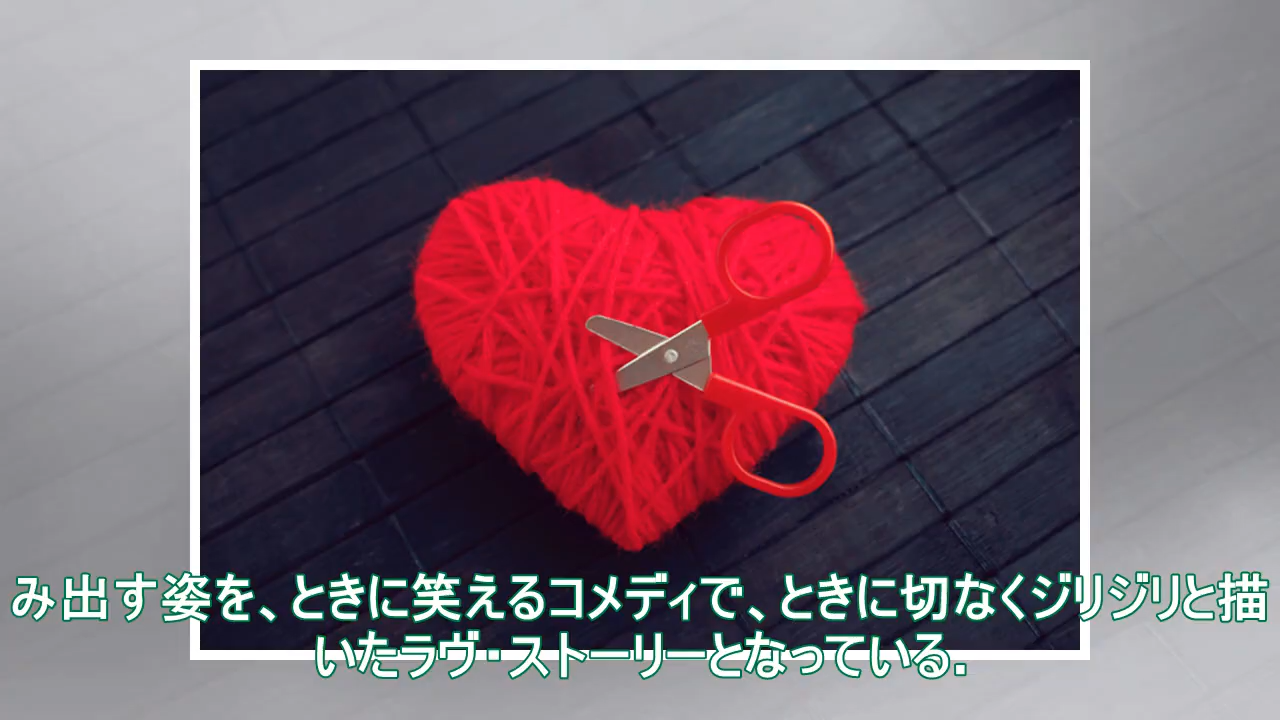 み出す姿を、ときに笑えるコメディで、ときに切なくジリジリと描
いたラヴ・ストーリーとなっている.